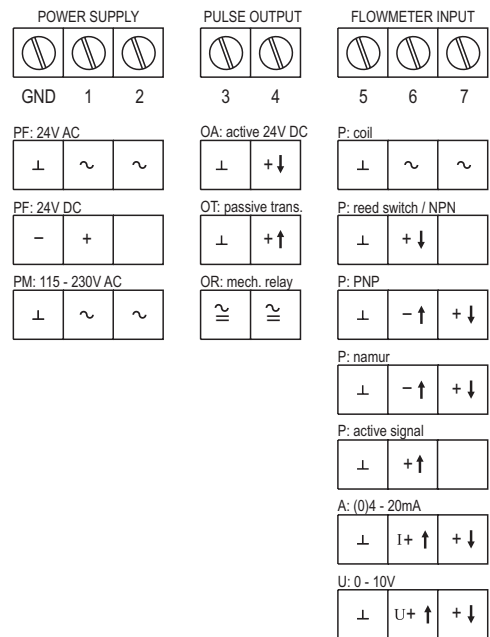 POWER SUPPLY
GND 1 2
PF: 24V AC
⊥ ~ ~
PF: 24V DC
− +
PM: 115 - 230V AC
⊥ ~ ~
PULSE OUTPUT
3 4
OA: active 24V DC
⊥ +⬇
OT: passive trans.
⊥ +⬆
OR: mech. relay
≅ ≅
FLOWMETER INPUT
5 6 7
P: coil
⊥ ~ ~
P: reed switch / NPN
⊥ +⬇
P: PNP
⊥ −⬆ +⬇
P: namur
⊥ −⬆ +⬇
P: active signal
⊥ +⬆
A: (0)4 - 20mA
⊥ I+ ⬆ +⬇
U: 0 - 10V
⊥ U+ ⬆ +⬇